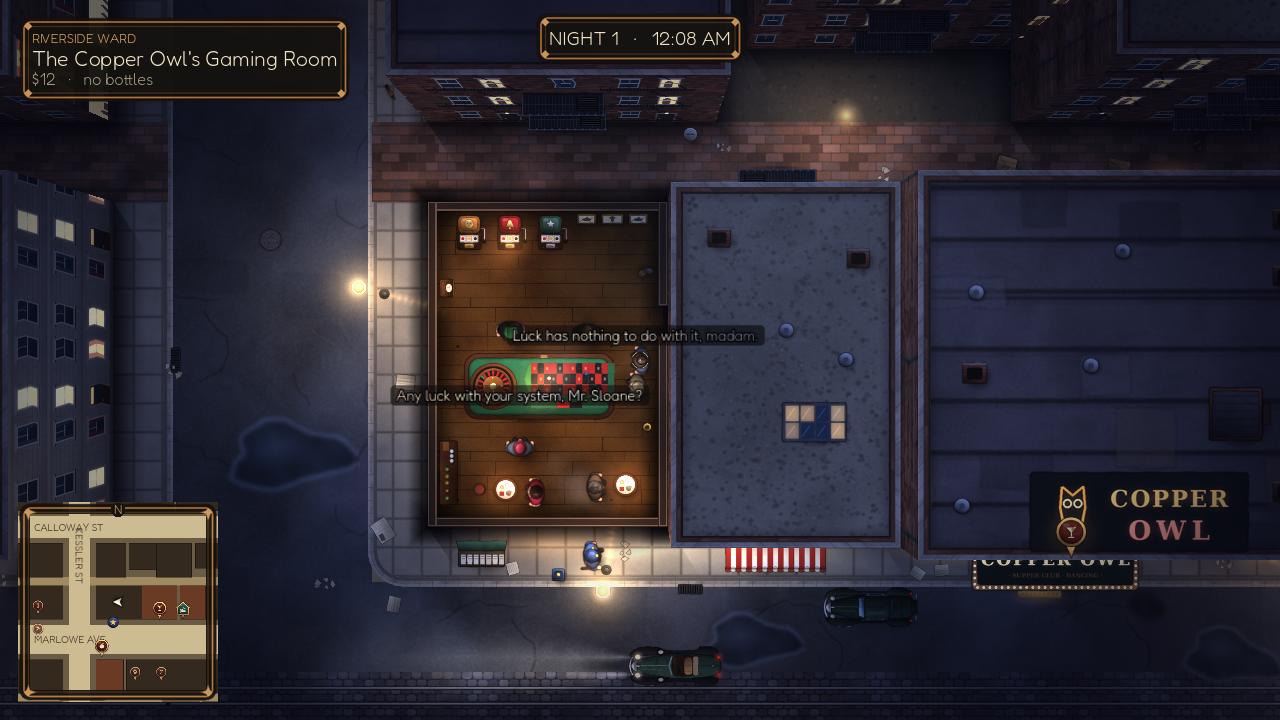 RIVERSIDE WARD
The Copper Owl's Gaming Room
$12 · no bottles
NIGHT 1 · 12:08 AM
Luck has nothing to do with it, madam.
Any luck with your system, Mr. Sloane?
COPPER
OWL
COPPER OWL
SUPPER CLUB · DANCING
N
CALLOWAY ST
KESSLER ST
MARLOWE AVE